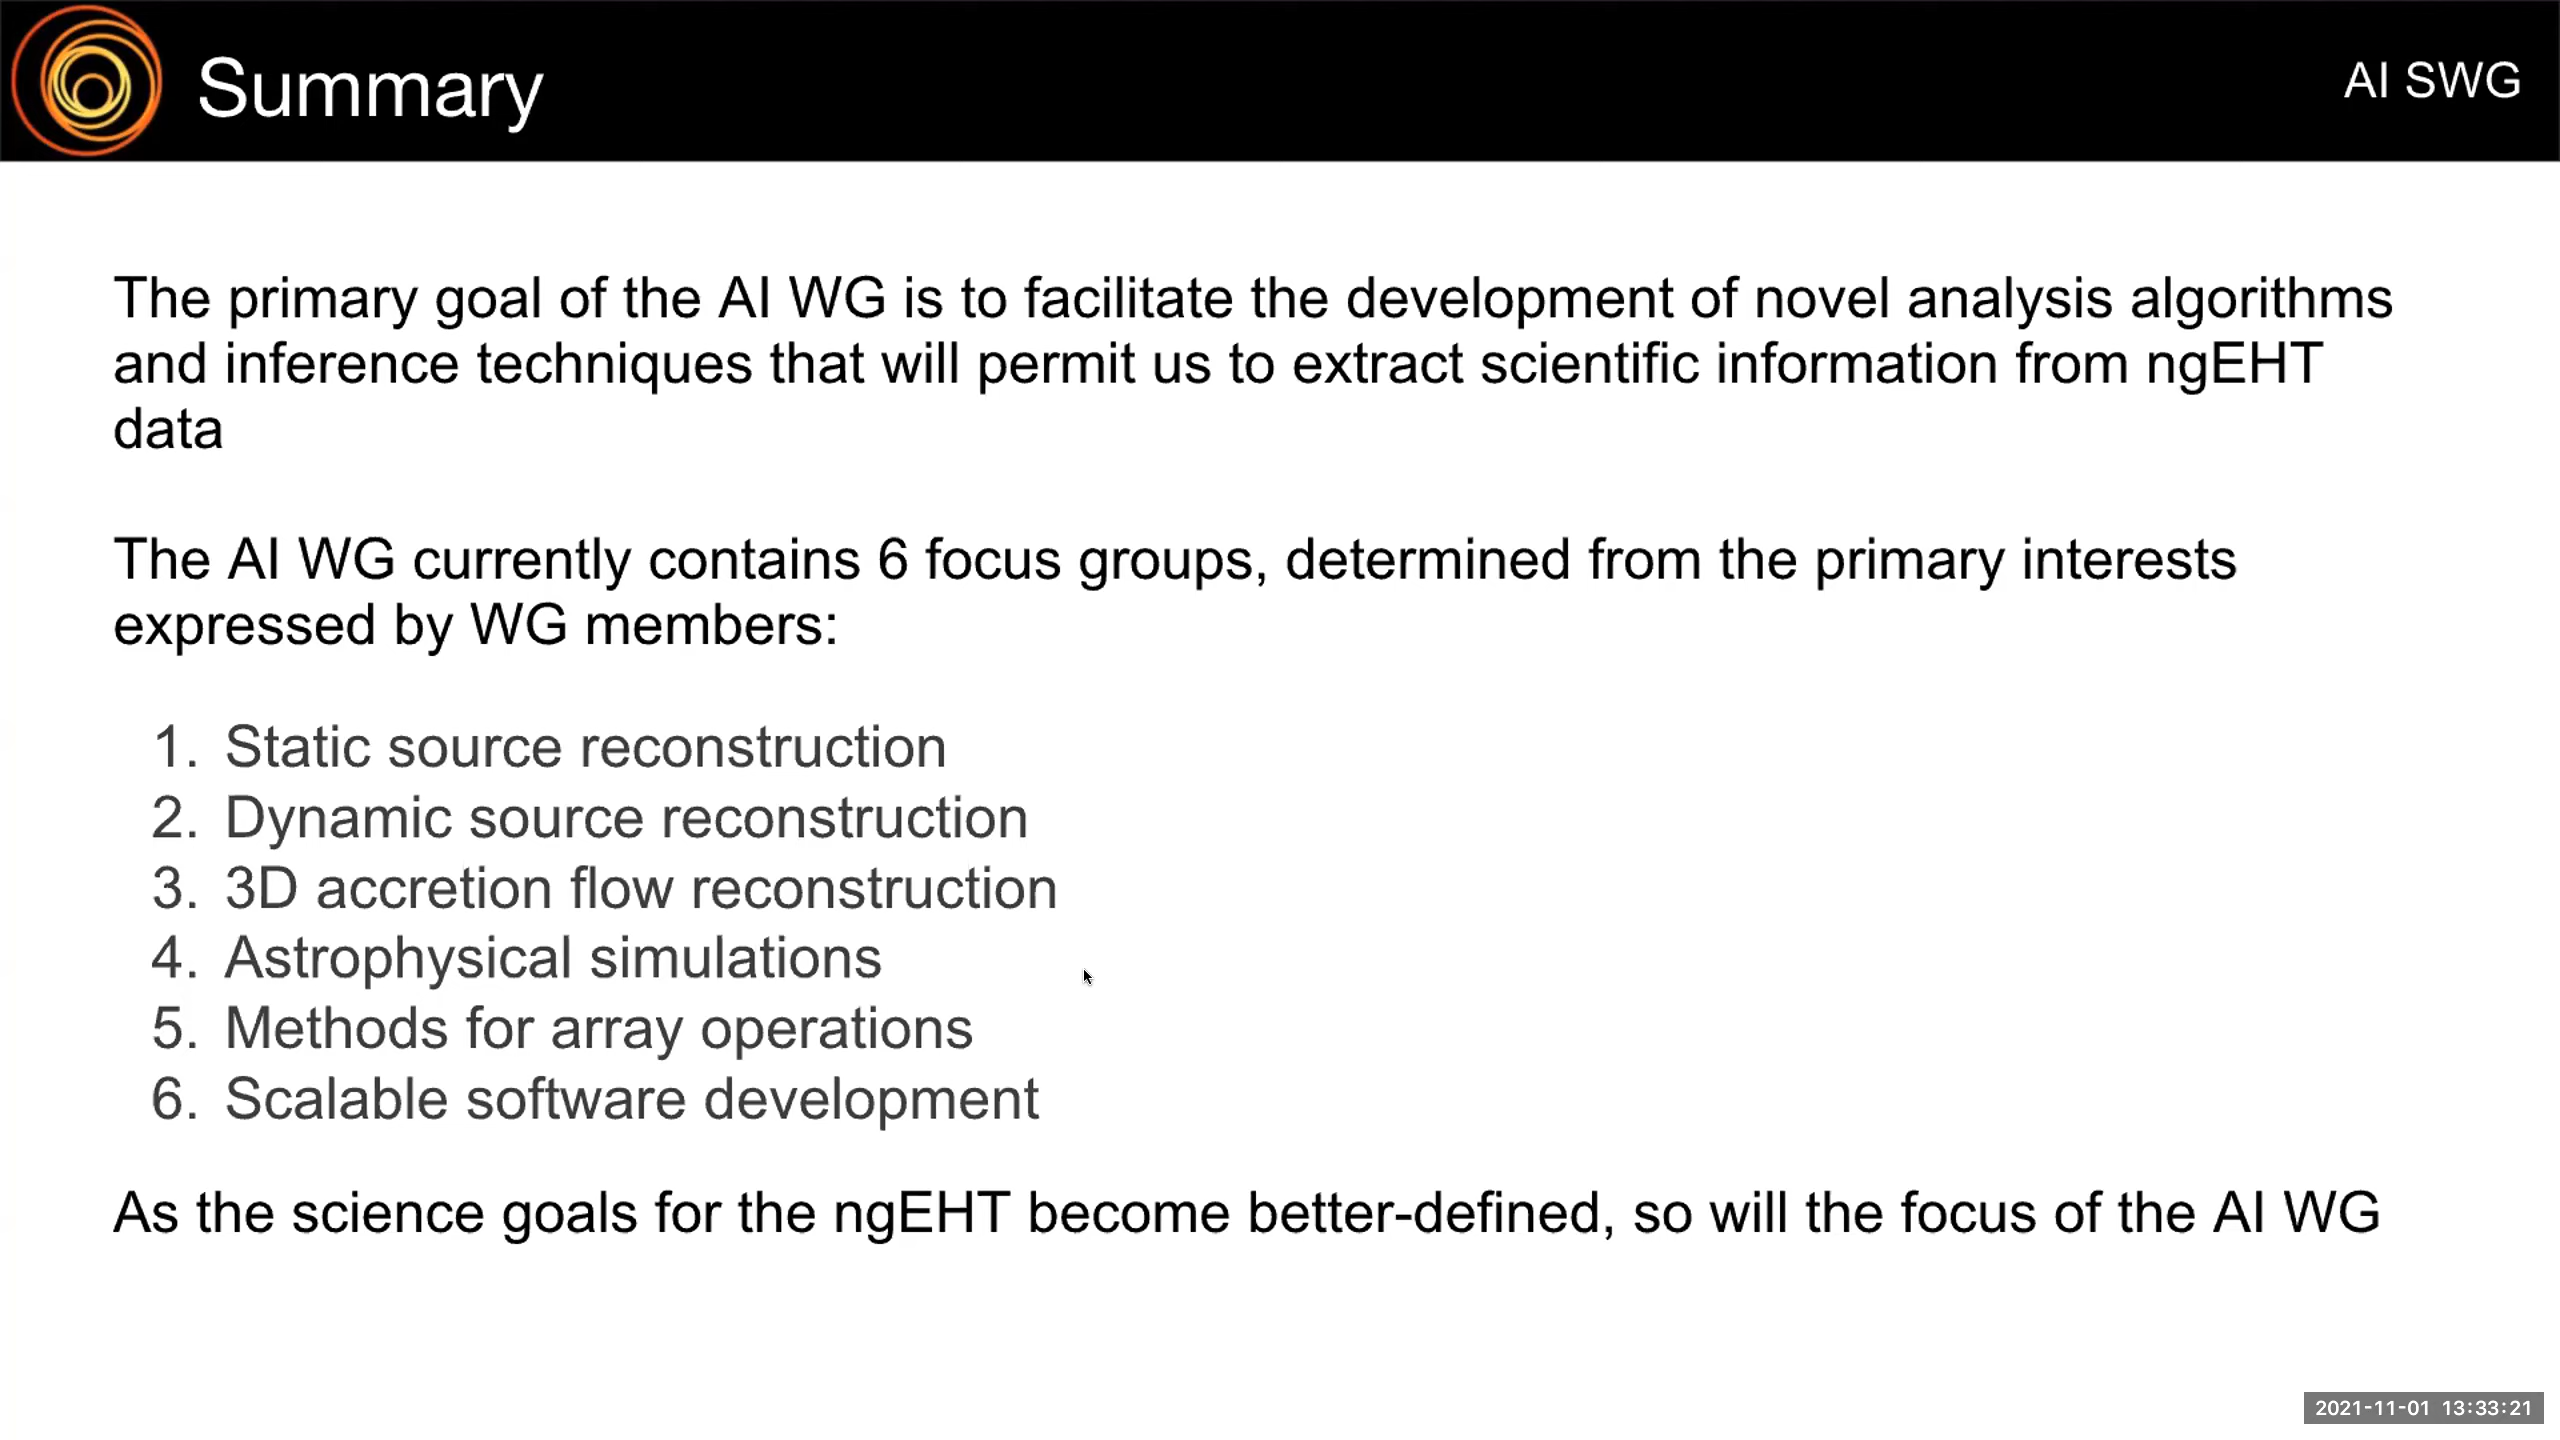 Summary
AI SWG
The primary goal of the AI WG is to facilitate the development of novel analysis algorithms
and inference techniques that will permit us to extract scientific information from ngEHT
data
The AI WG currently contains 6 focus groups, determined from the primary interests
expressed by WG members:
1. Static source reconstruction
2. Dynamic source reconstruction
3. 3D accretion flow reconstruction
4. Astrophysical simulations
5. Methods for array operations
6. Scalable software development
As the science goals for the ngEHT become better-defined, so will the focus of the AI WG
2021-11-01 13:33:21